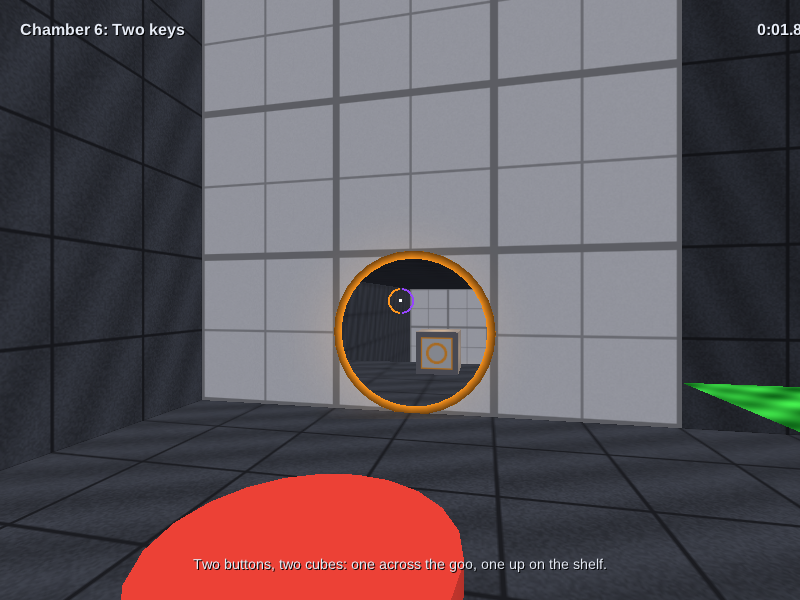 Chamber 6: Two keys
0:01.8
Two buttons, two cubes: one across the goo, one up on the shelf.